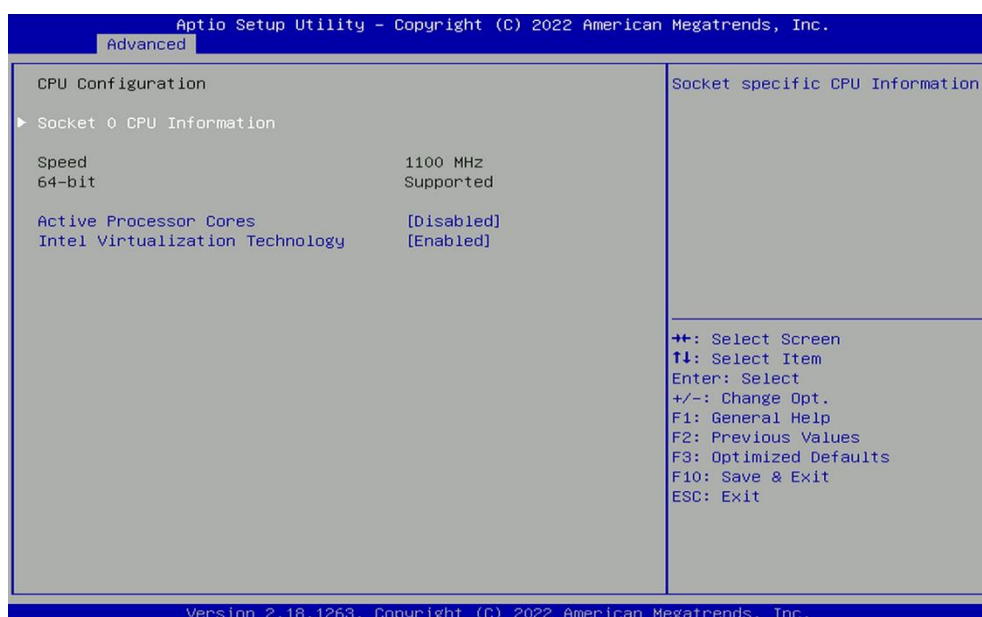 Aptio Setup Utility – Copyright (C) 2022 American Megatrends, Inc.
Advanced
CPU Configuration
Socket specific CPU Information
▶ Socket 0 CPU Information
Speed 1100 MHz
64-bit Supported
Active Processor Cores [Disabled]
Intel Virtualization Technology [Enabled]
→←: Select Screen
↑↓: Select Item
Enter: Select
+/-: Change Opt.
F1: General Help
F2: Previous Values
F3: Optimized Defaults
F10: Save & Exit
ESC: Exit
Version 2.18.1263. Copyright (C) 2022 American Megatrends, Inc.